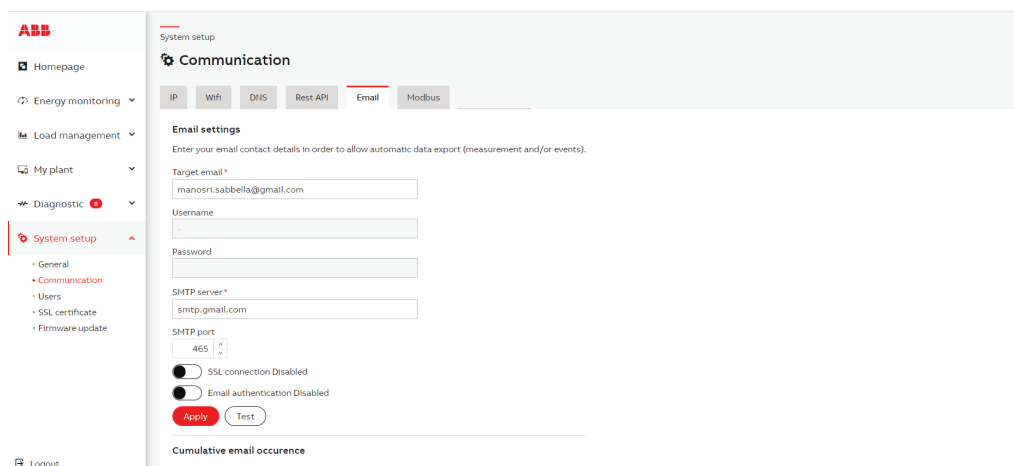 ABB
Homepage
Energy monitoring
Load management
My plant
Diagnostic 8
System setup
General
Communication
Users
SSL certificate
Firmware update
Logout
System setup
Communication
IP Wifi DNS Rest API Email Modbus
Email settings
Enter your email contact details in order to allow automatic data export (measurement and/or events).
Target email*
manosri.sabbella@gmail.com
Username
-
Password
SMTP server*
smtp.gmail.com
SMTP port
465
SSL connection Disabled
Email authentication Disabled
Apply Test
Cumulative email occurence